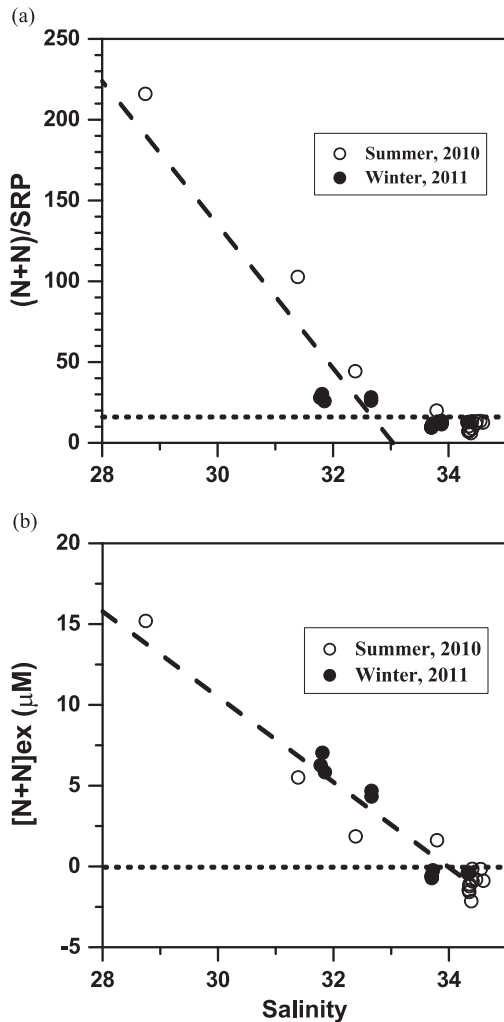 (a)
250
200
150
100
50
0
(N+N)/SRP
Summer, 2010
Winter, 2011
28
30
32
34
(b)
20
15
10
5
0
-5
[N+N]ex (μM)
Summer, 2010
Winter, 2011
28
30
32
34
Salinity